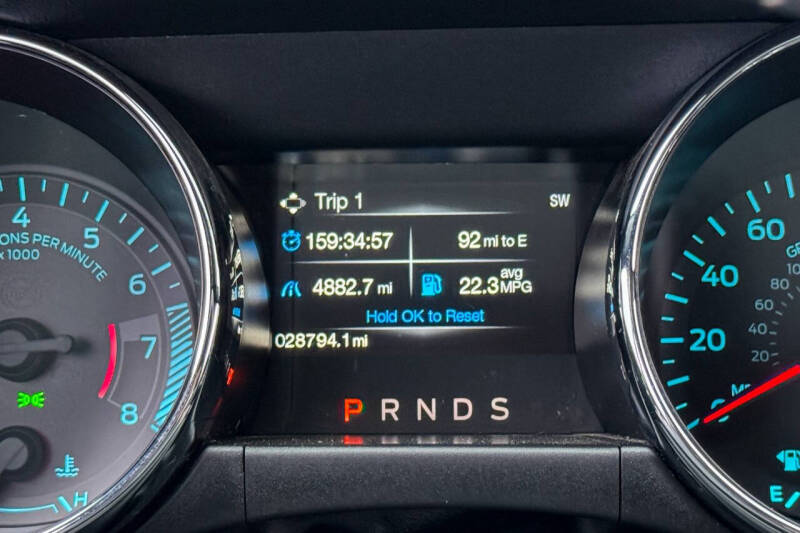 Trip 1
SW
159:34:57
92 mi to E
4882.7 mi
22.3 avg MPG
Hold OK to Reset
028794.1 mi
P R N D S
4
5
6
7
8
ONS PER MINUTE
x1000
H
60
40
20
0
100
80
60
40
20
E